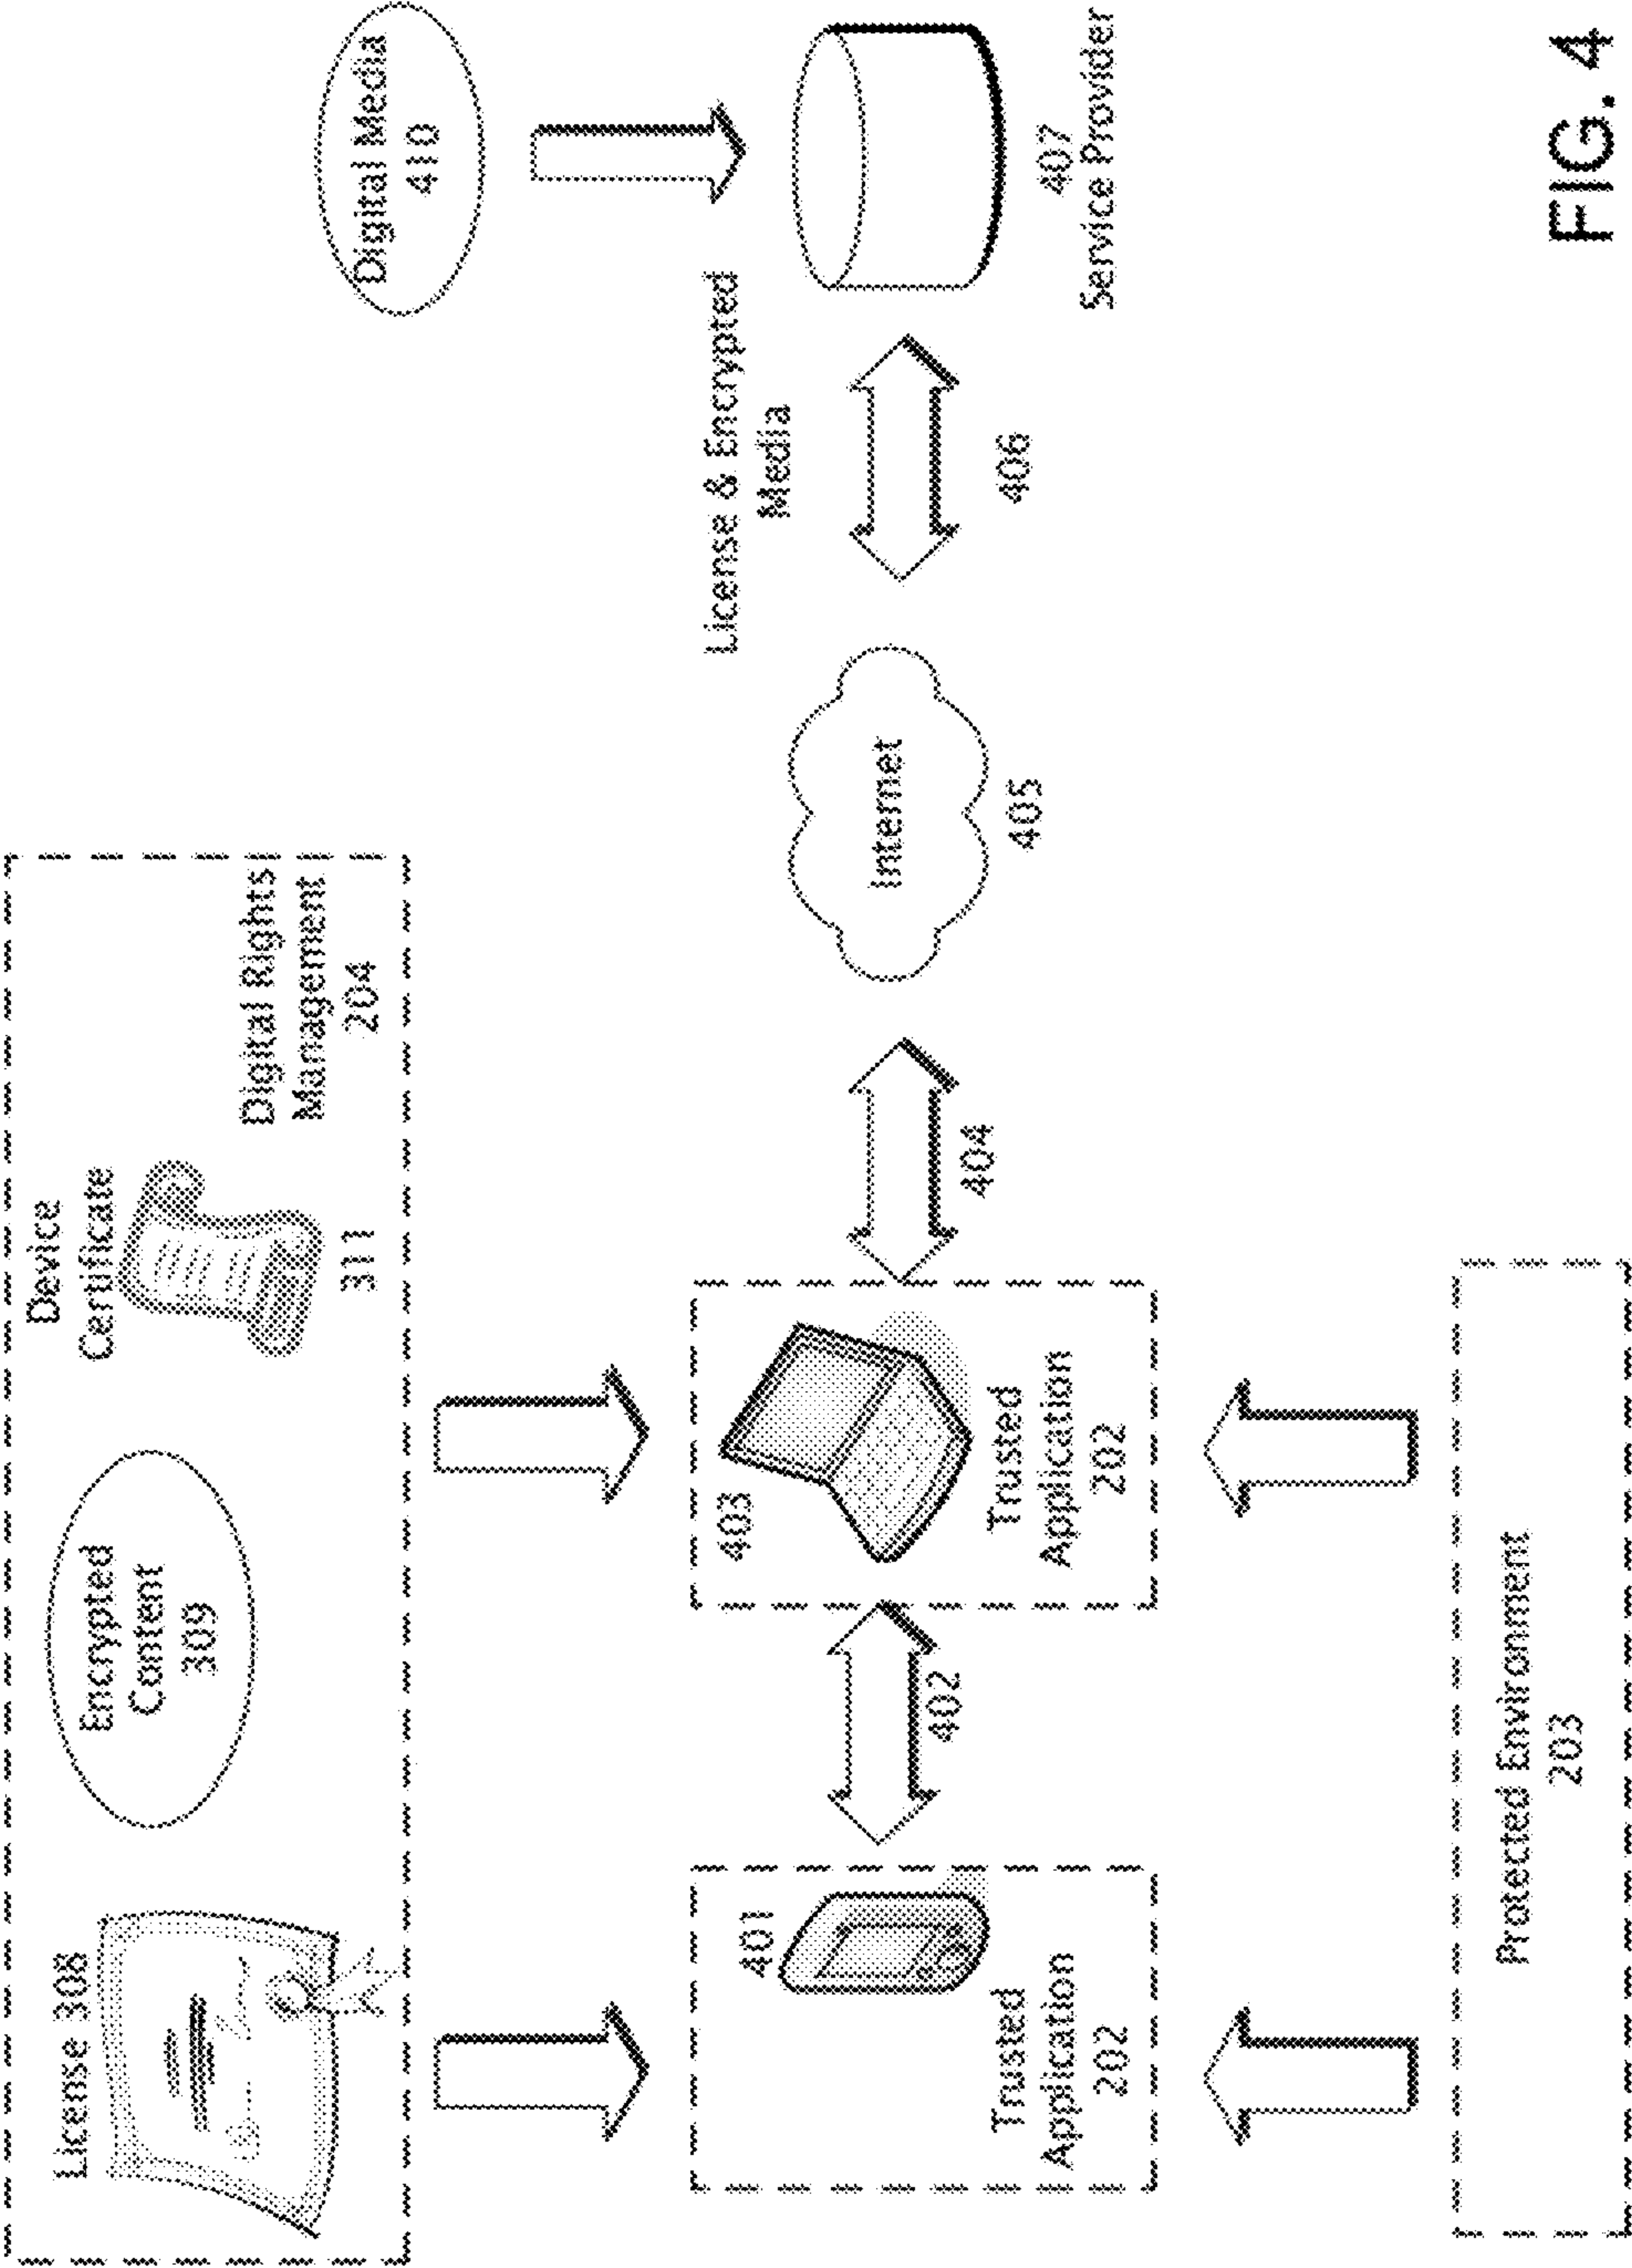 License 308
Encrypted
Content
309
Device
Certificate
311
Digital Rights
Management
204
Digital Media
410
401
Trusted
Application
202
402
403
Trusted
Application
202
404
Internet
405
License & Encrypted
Media
406
407
Service Provider
Protected Environment
203
FIG. 4